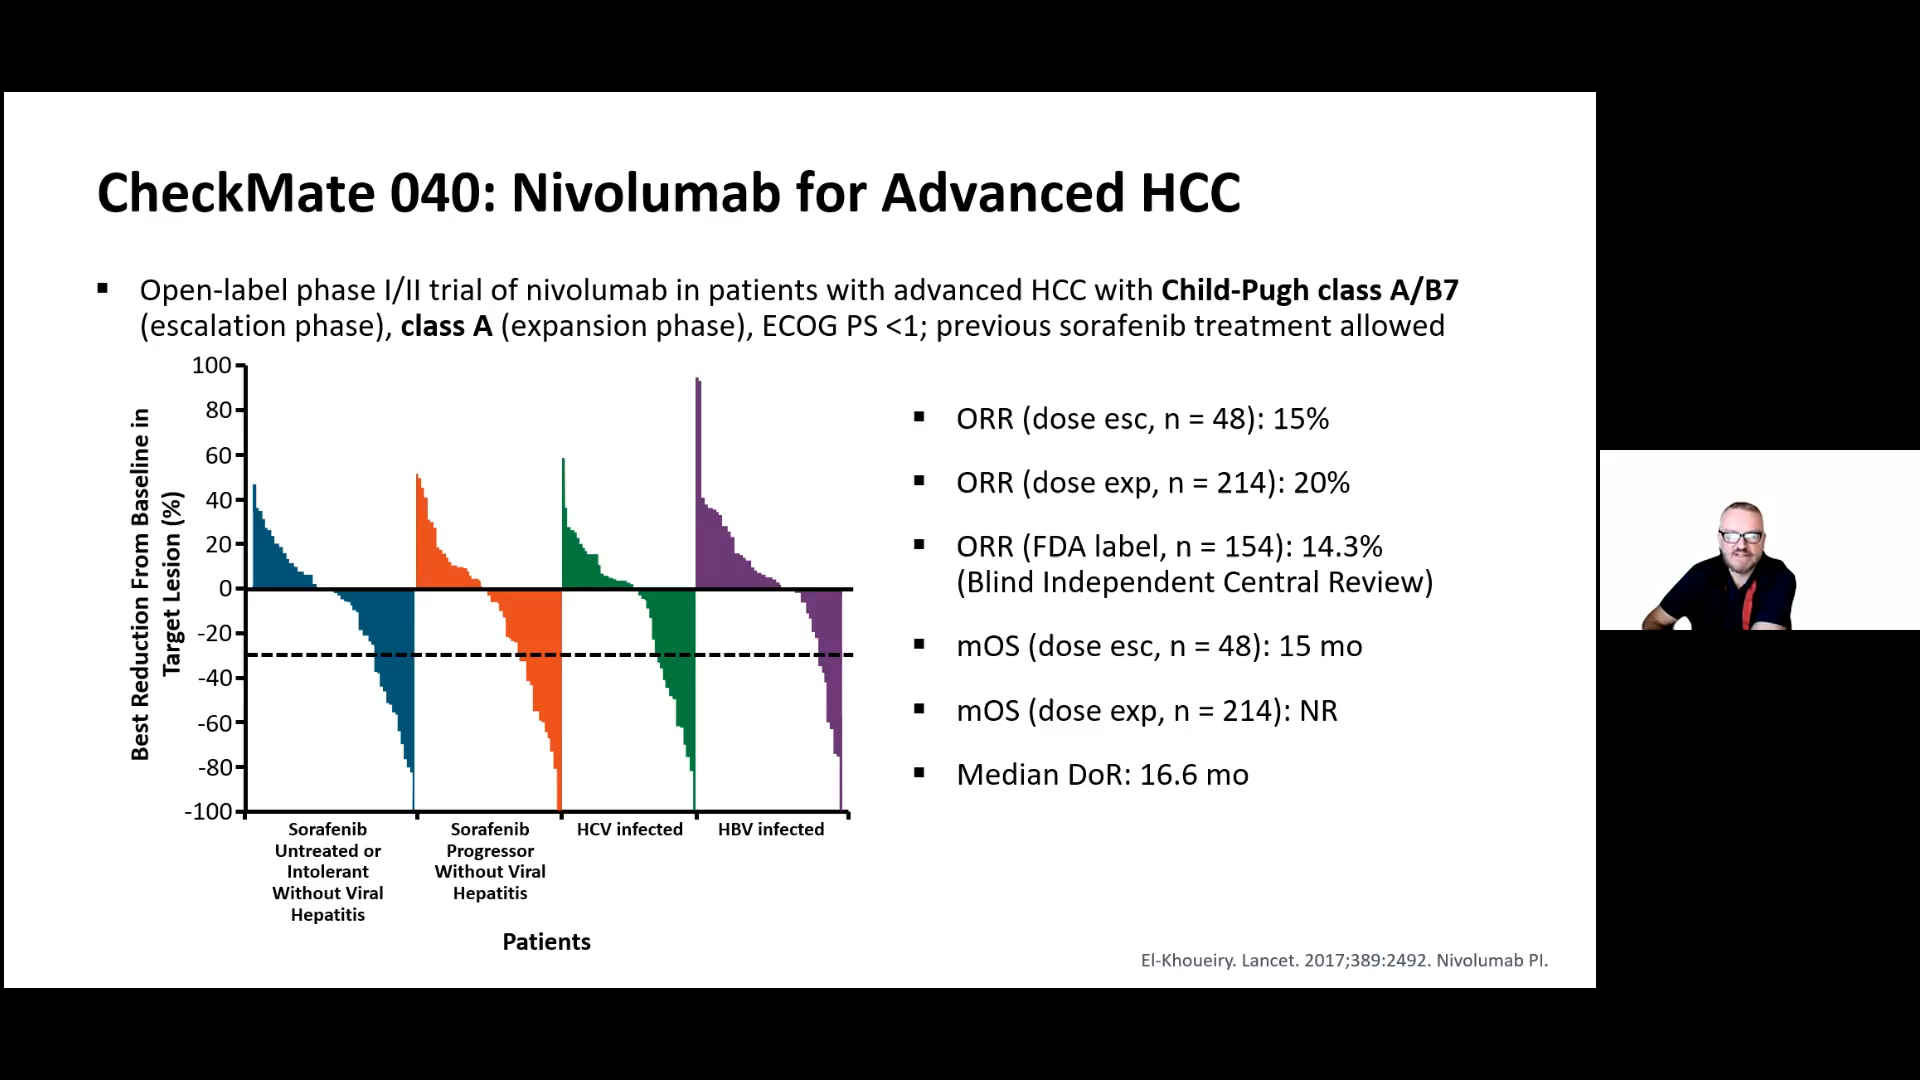 CheckMate 040: Nivolumab for Advanced HCC
▪ Open-label phase I/II trial of nivolumab in patients with advanced HCC with Child-Pugh class A/B7
(escalation phase), class A (expansion phase), ECOG PS <1; previous sorafenib treatment allowed
Best Reduction From Baseline in
Target Lesion (%)
100
80
60
40
20
0
-20
-40
-60
-80
-100
Sorafenib
Untreated or
Intolerant
Without Viral
Hepatitis
Sorafenib
Progressor
Without Viral
Hepatitis
HCV infected
HBV infected
Patients
▪ ORR (dose esc, n = 48): 15%
▪ ORR (dose exp, n = 214): 20%
▪ ORR (FDA label, n = 154): 14.3%
(Blind Independent Central Review)
▪ mOS (dose esc, n = 48): 15 mo
▪ mOS (dose exp, n = 214): NR
▪ Median DoR: 16.6 mo
El-Khoueiry. Lancet. 2017;389:2492. Nivolumab PI.